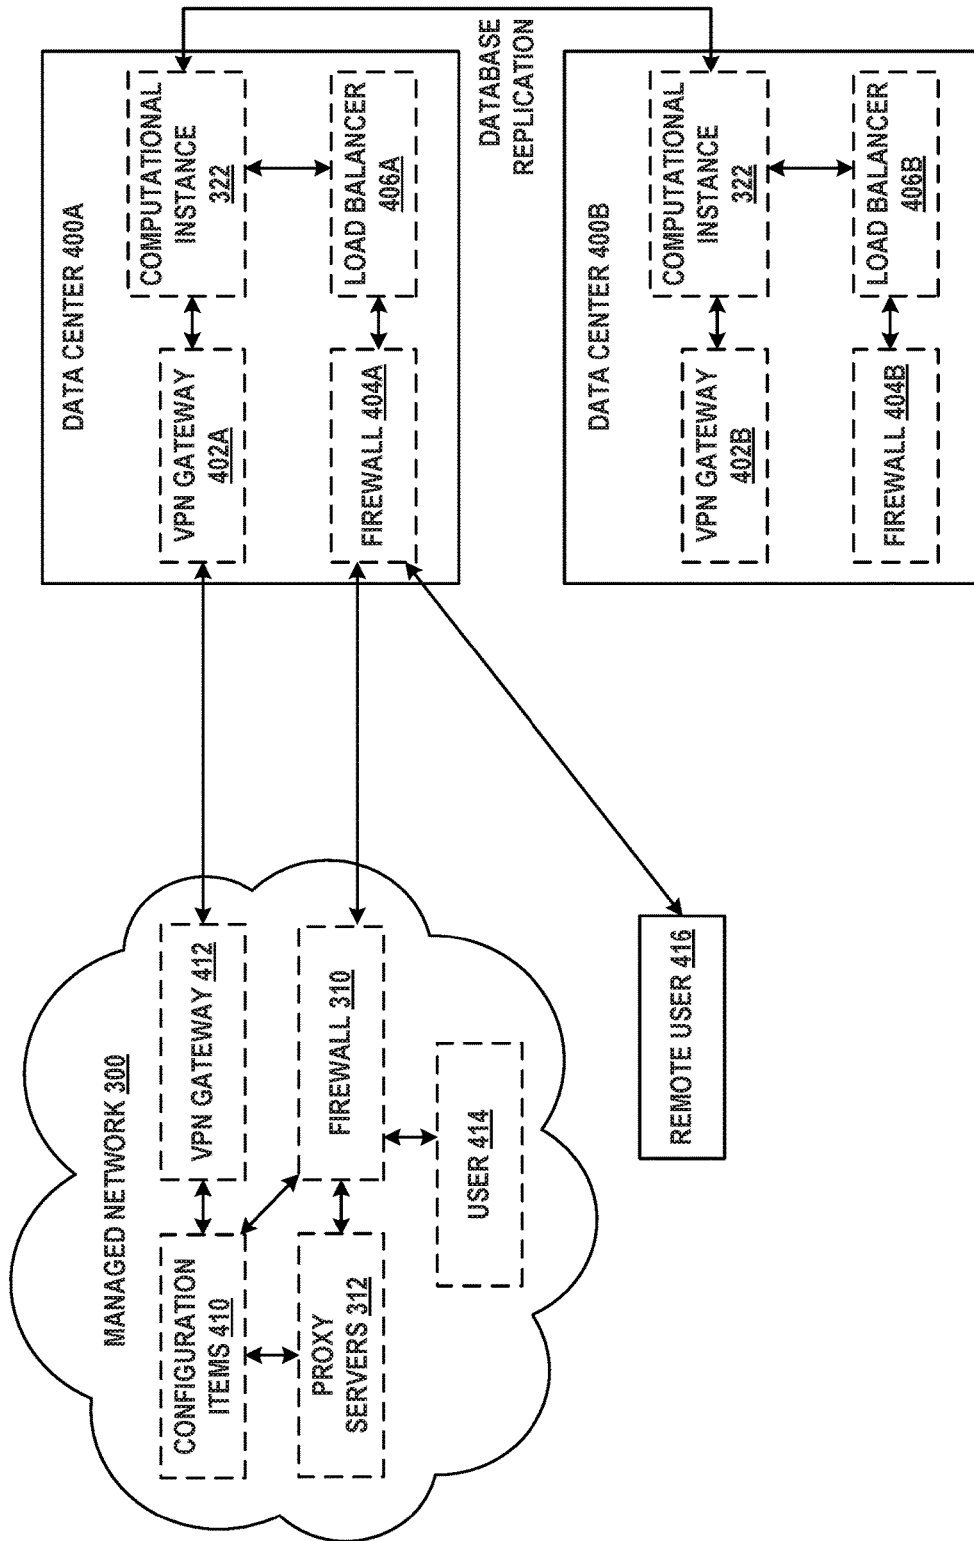 MANAGED NETWORK 300
CONFIGURATION
ITEMS 410
VPN GATEWAY 412
PROXY
SERVERS 312
FIREWALL 310
USER 414
REMOTE USER 416
DATA CENTER 400A
VPN GATEWAY
402A
COMPUTATIONAL
INSTANCE
322
FIREWALL 404A
LOAD BALANCER
406A
DATABASE
REPLICATION
DATA CENTER 400B
VPN GATEWAY
402B
COMPUTATIONAL
INSTANCE
322
FIREWALL 404B
LOAD BALANCER
406B